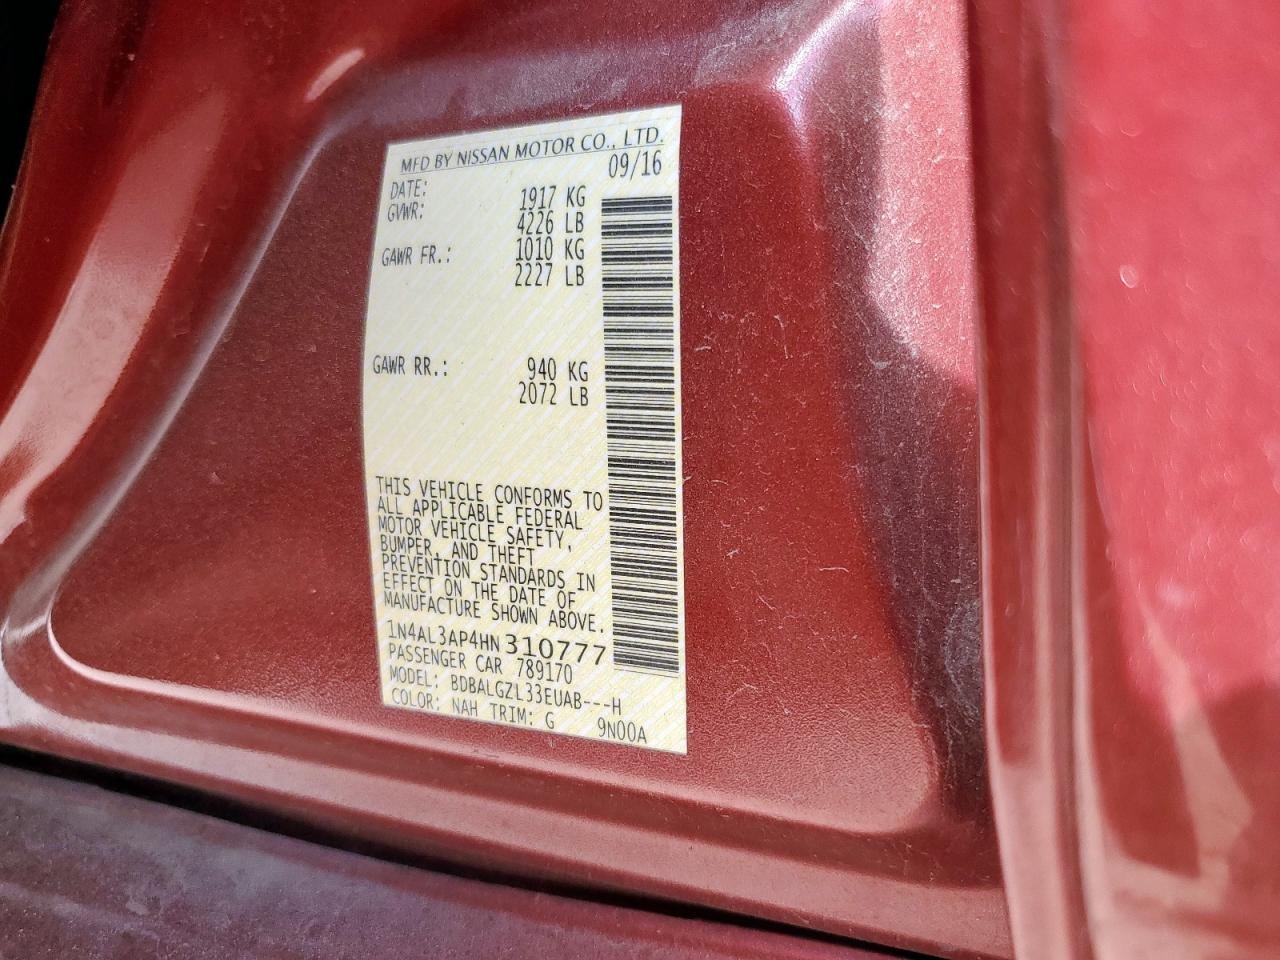 MFD BY NISSAN MOTOR CO., LTD.
DATE: 09/16
GVWR: 1917 KG
4226 LB
GAWR FR.: 1010 KG
2227 LB
GAWR RR.: 940 KG
2072 LB
THIS VEHICLE CONFORMS TO
ALL APPLICABLE FEDERAL
MOTOR VEHICLE SAFETY,
BUMPER, AND THEFT
PREVENTION STANDARDS IN
EFFECT ON THE DATE OF
MANUFACTURE SHOWN ABOVE.
1N4AL3AP4HN310777
PASSENGER CAR 789170
MODEL: BDBALGZL33EUAB---H
COLOR: NAH TRIM: G 9N00A